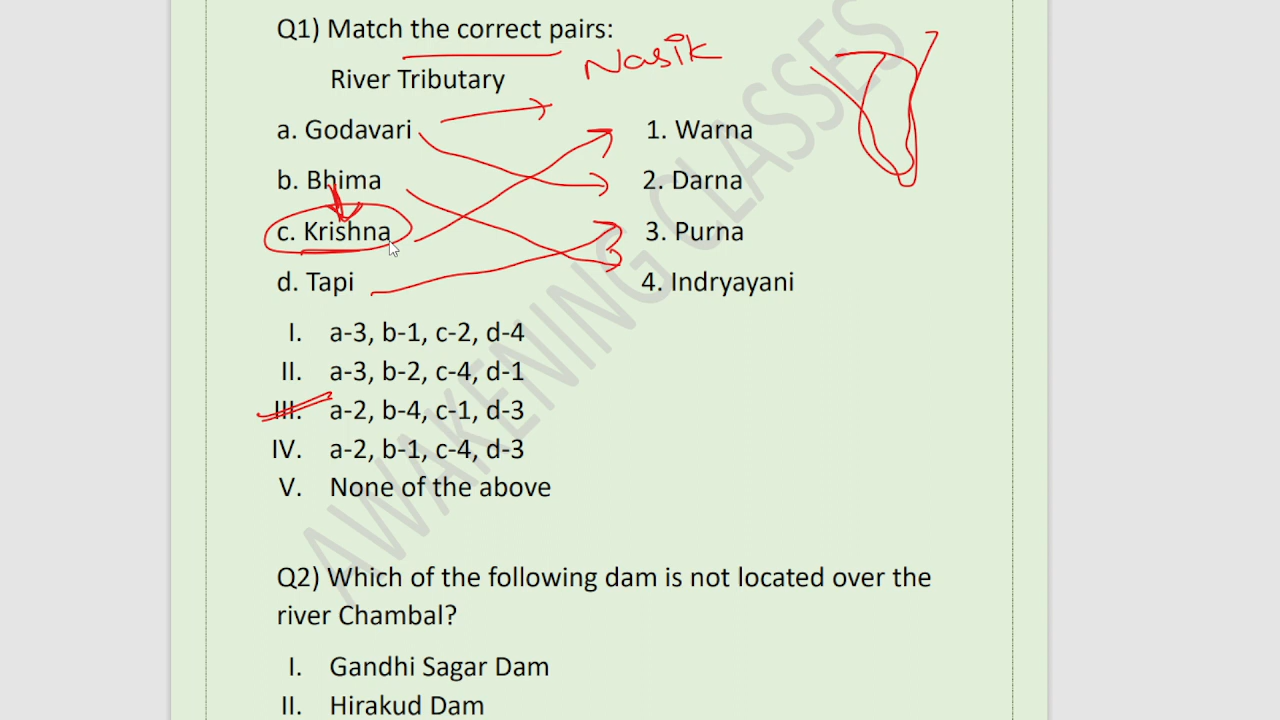 Q1) Match the correct pairs:
Nasik
River Tributary
a. Godavari 1. Warna
b. Bhima 2. Darna
c. Krishna 3. Purna
d. Tapi 4. Indryayani
I. a-3, b-1, c-2, d-4
II. a-3, b-2, c-4, d-1
III. a-2, b-4, c-1, d-3
IV. a-2, b-1, c-4, d-3
V. None of the above
Q2) Which of the following dam is not located over the
river Chambal?
I. Gandhi Sagar Dam
II. Hirakud Dam
AWAKENING CLASSES